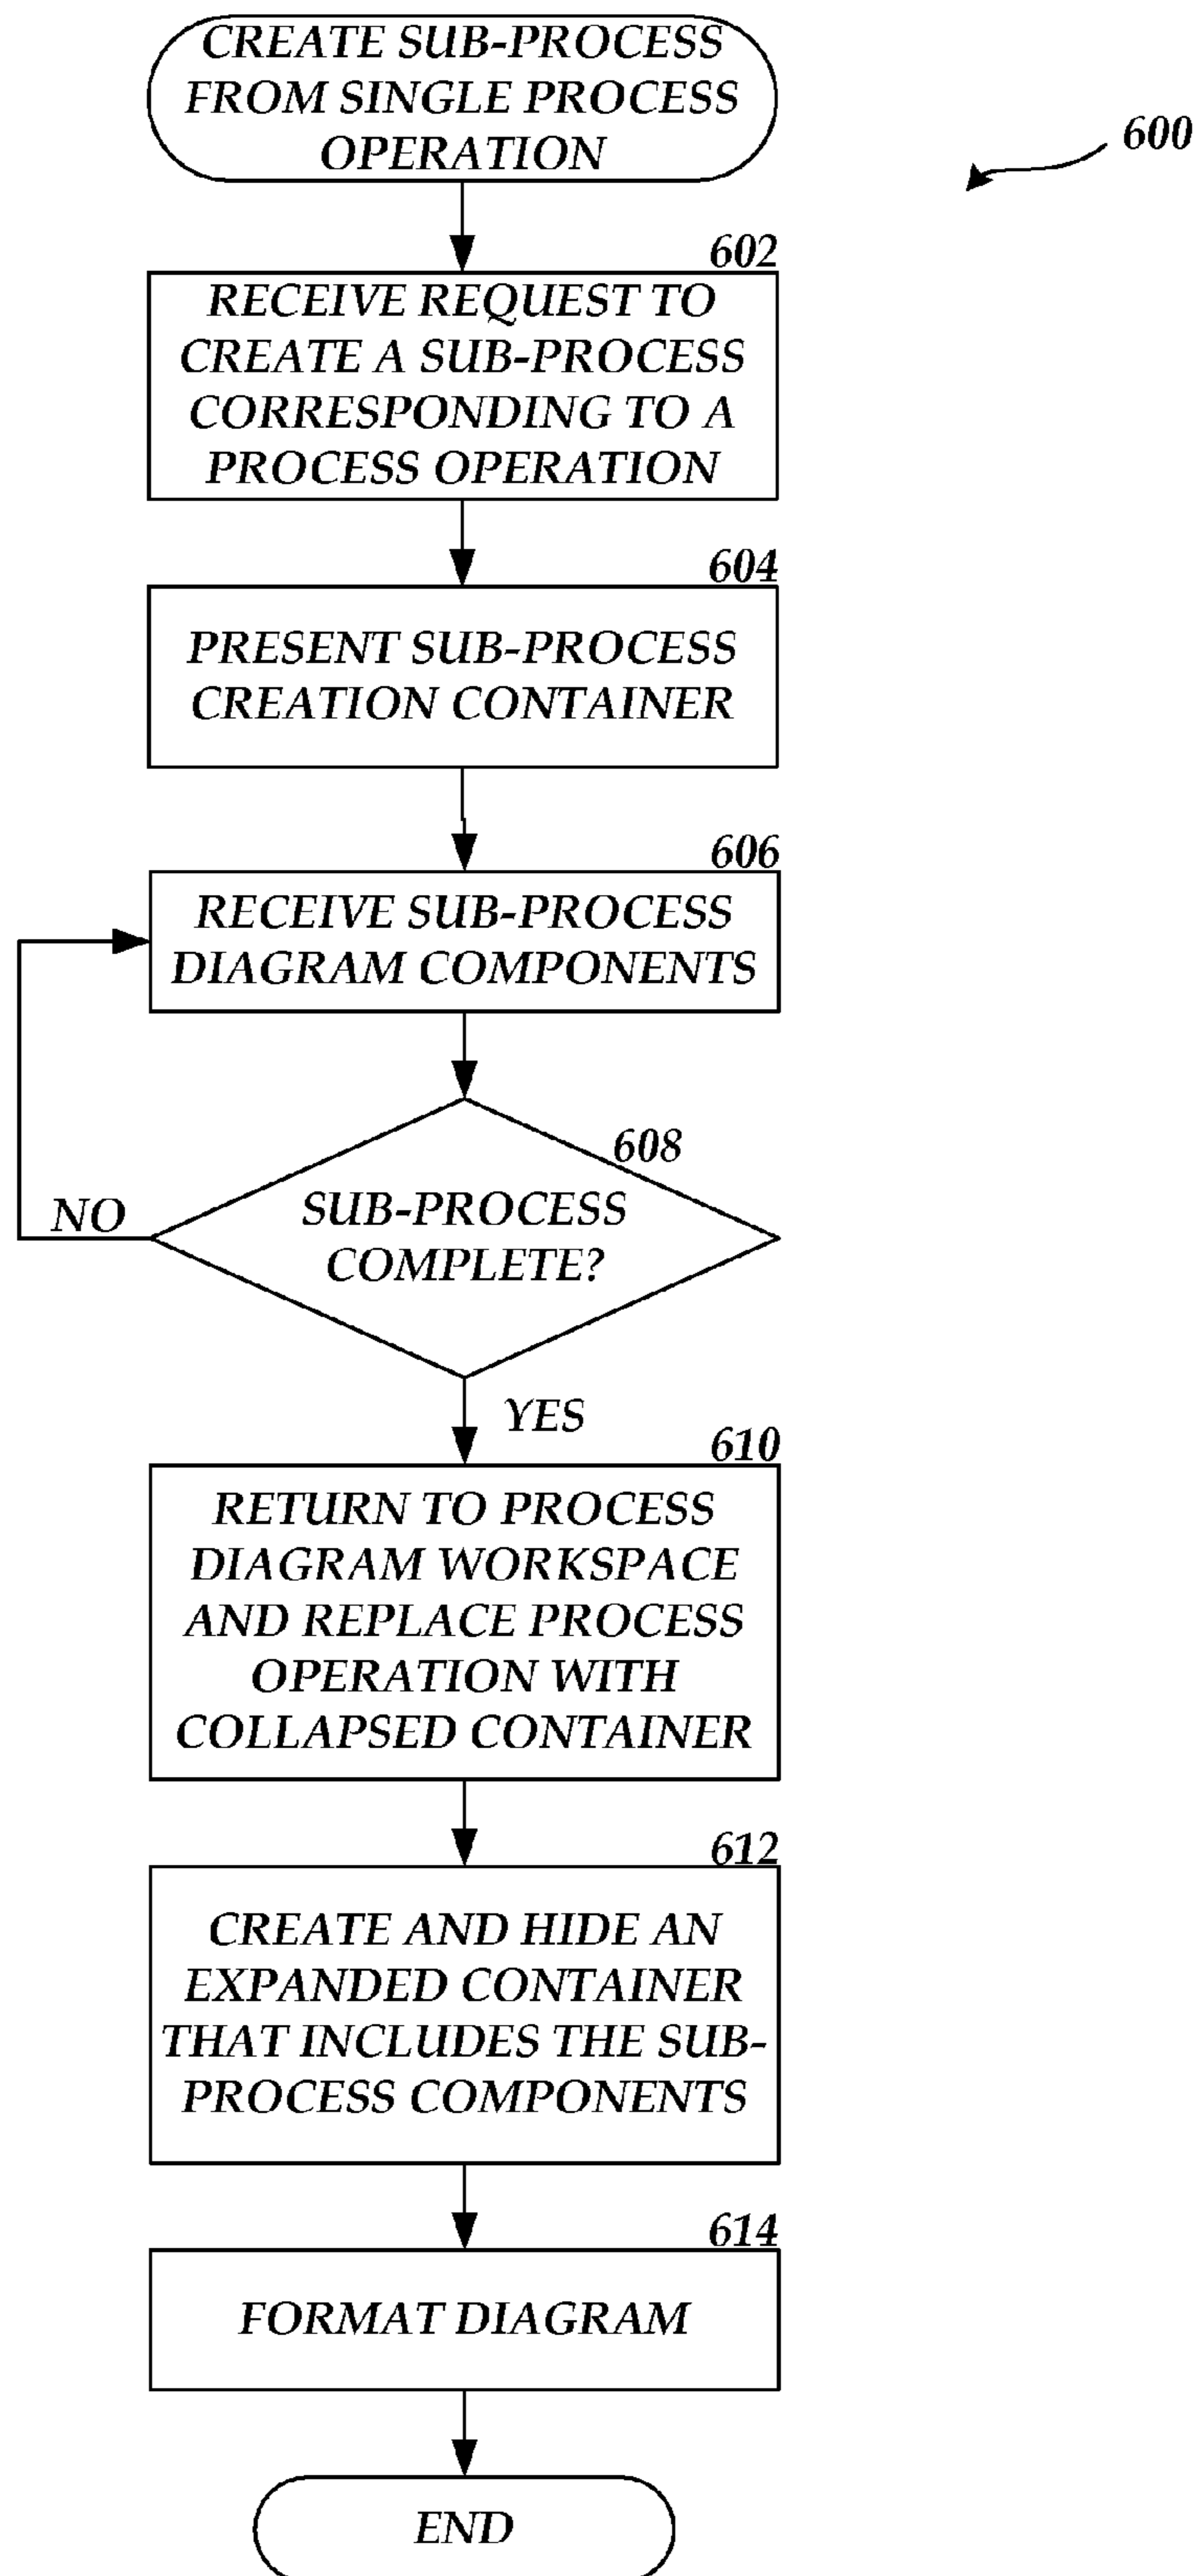 CREATE SUB-PROCESS
FROM SINGLE PROCESS
OPERATION
600
602
RECEIVE REQUEST TO
CREATE A SUB-PROCESS
CORRESPONDING TO A
PROCESS OPERATION
604
PRESENT SUB-PROCESS
CREATION CONTAINER
606
RECEIVE SUB-PROCESS
DIAGRAM COMPONENTS
608
SUB-PROCESS
COMPLETE?
NO
YES
610
RETURN TO PROCESS
DIAGRAM WORKSPACE
AND REPLACE PROCESS
OPERATION WITH
COLLAPSED CONTAINER
612
CREATE AND HIDE AN
EXPANDED CONTAINER
THAT INCLUDES THE SUB-
PROCESS COMPONENTS
614
FORMAT DIAGRAM
END